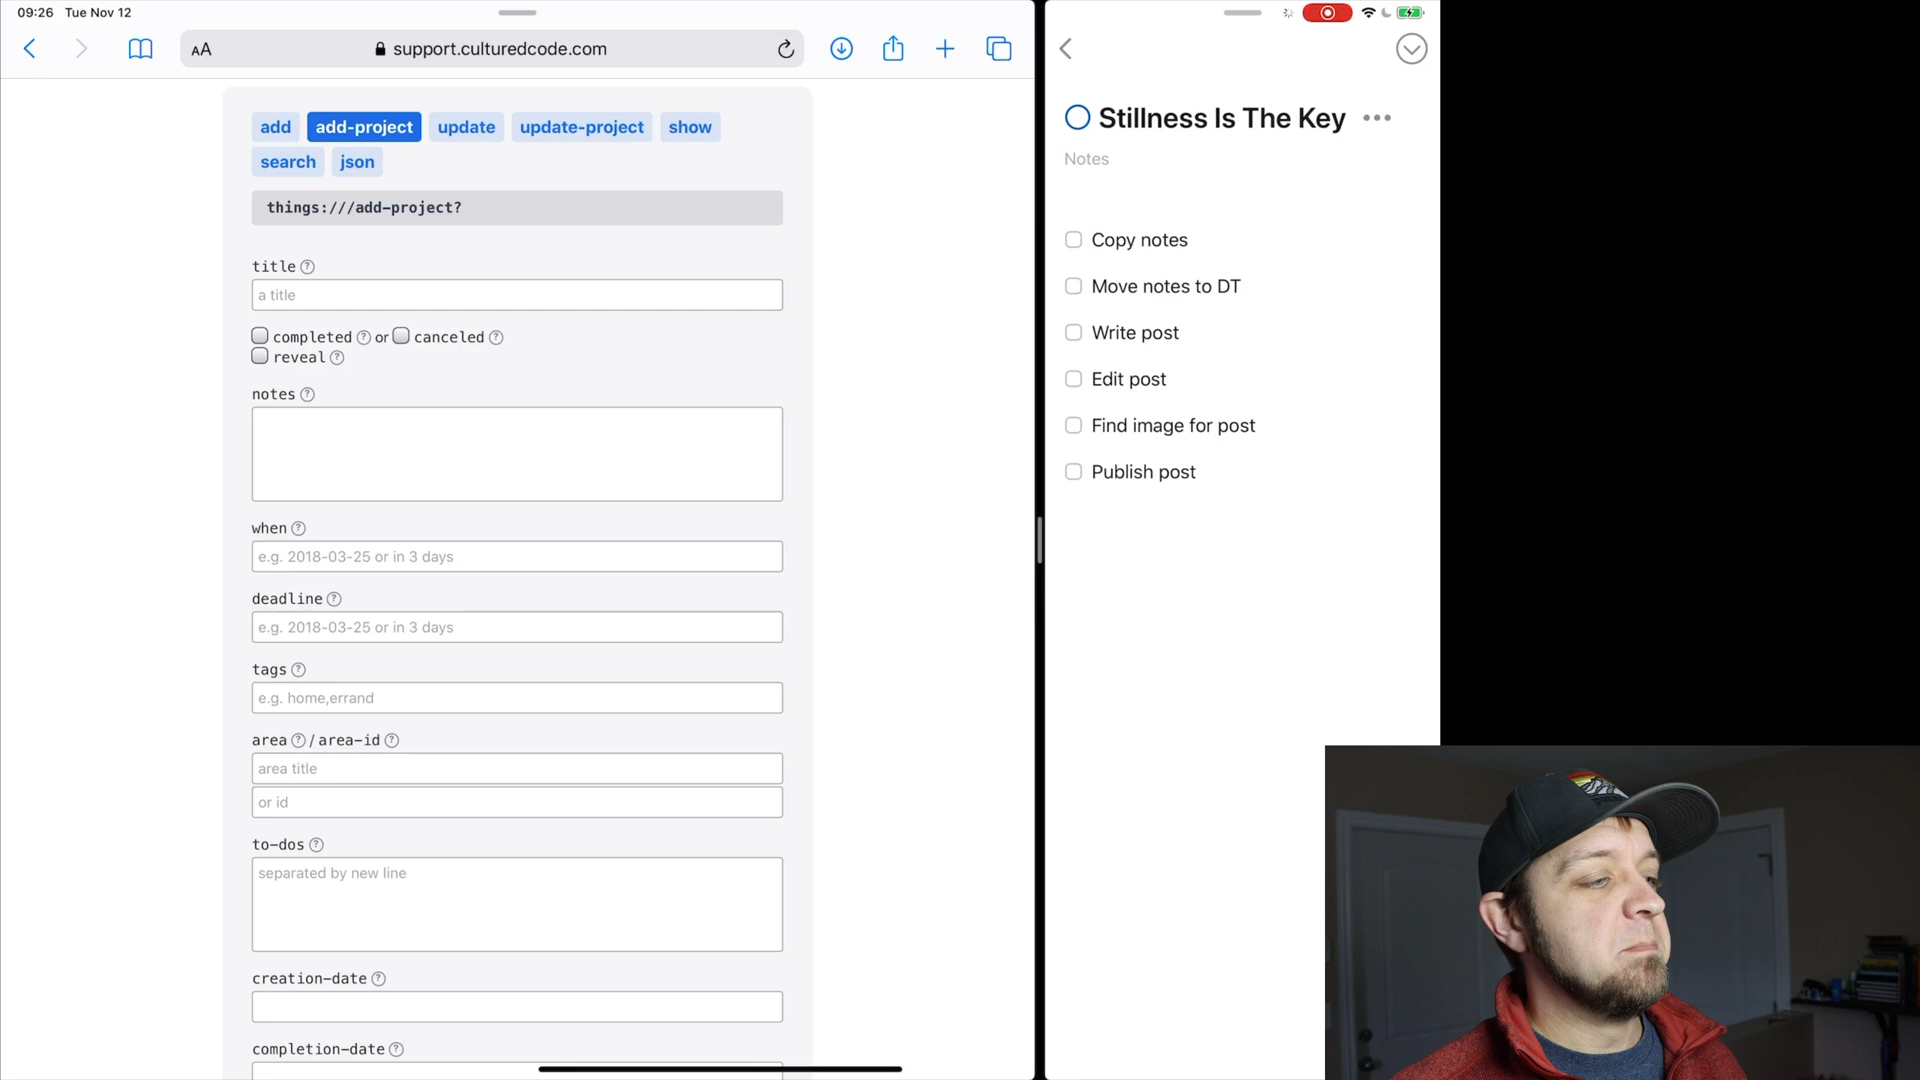 09:26 Tue Nov 12
AA support.culturedcode.com
add add-project update update-project show
search json
things:///add-project?
title ?
a title
completed ? or canceled ?
reveal ?
notes ?
when ?
e.g. 2018-03-25 or in 3 days
deadline ?
e.g. 2018-03-25 or in 3 days
tags ?
e.g. home,errand
area ? / area-id ?
area title
or id
to-dos ?
separated by new line
creation-date ?
completion-date ?
Stillness Is The Key
Notes
Copy notes
Move notes to DT
Write post
Edit post
Find image for post
Publish post